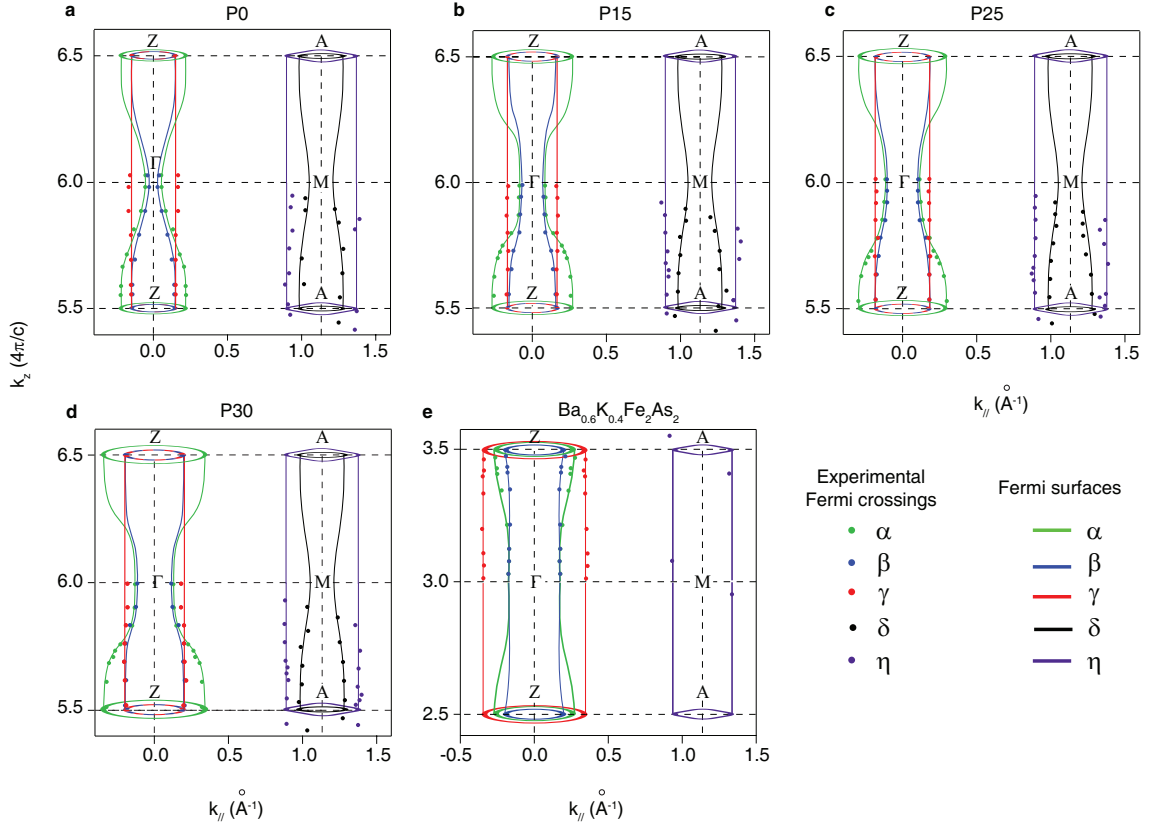 a P0
b P15
c P25
Z A
Z A
Z A
6.5
6.5
6.5
Γ
6.0 M
6.0 Γ M
6.0 Γ M
Z A
Z A
Z A
5.5
5.5
5.5
0.0 0.5 1.0 1.5
0.0 0.5 1.0 1.5
0.0 0.5 1.0 1.5
k_z (4π/c)
k_// (Å⁻¹)
d P30
e Ba₀.₆K₀.₄Fe₂As₂
Z A
Z A
6.5
3.5
6.0 Γ M
3.0 Γ M
Z A
Z A
5.5
2.5
0.0 0.5 1.0 1.5
-0.5 0.0 0.5 1.0 1.5
k_// (Å⁻¹)
k_// (Å⁻¹)
Experimental
Fermi crossings
α
β
γ
δ
η
Fermi surfaces
α
β
γ
δ
η